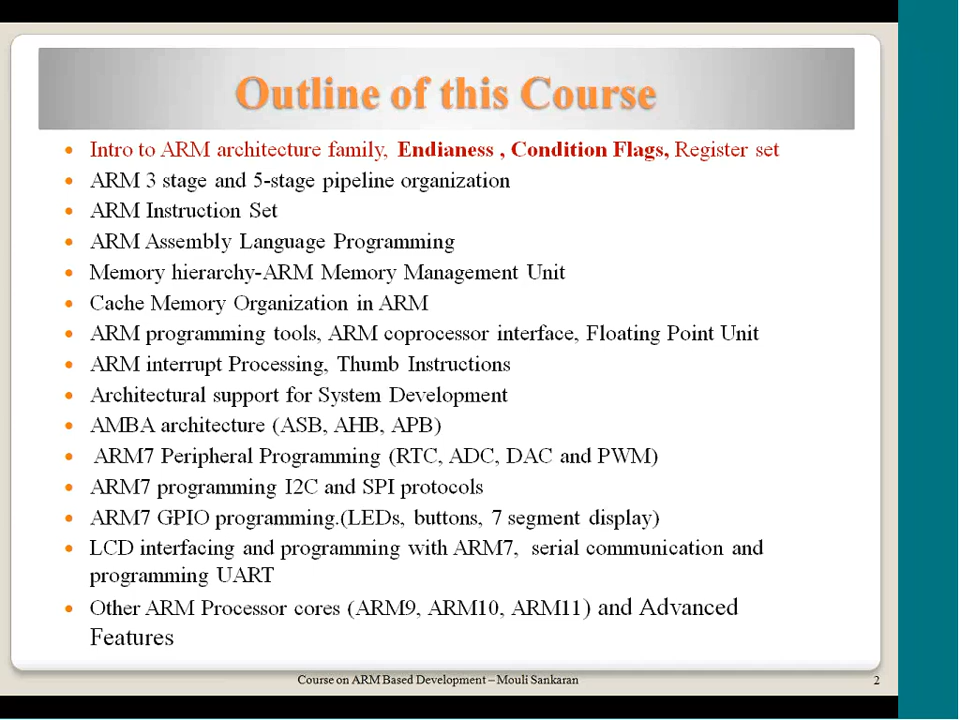 Outline of this Course
Intro to ARM architecture family, Endianess , Condition Flags, Register set
ARM 3 stage and 5-stage pipeline organization
ARM Instruction Set
ARM Assembly Language Programming
Memory hierarchy-ARM Memory Management Unit
Cache Memory Organization in ARM
ARM programming tools, ARM coprocessor interface, Floating Point Unit
ARM interrupt Processing, Thumb Instructions
Architectural support for System Development
AMBA architecture (ASB, AHB, APB)
ARM7 Peripheral Programming (RTC, ADC, DAC and PWM)
ARM7 programming I2C and SPI protocols
ARM7 GPIO programming.(LEDs, buttons, 7 segment display)
LCD interfacing and programming with ARM7, serial communication and
programming UART
Other ARM Processor cores (ARM9, ARM10, ARM11) and Advanced
Features
Course on ARM Based Development – Mouli Sankaran
2